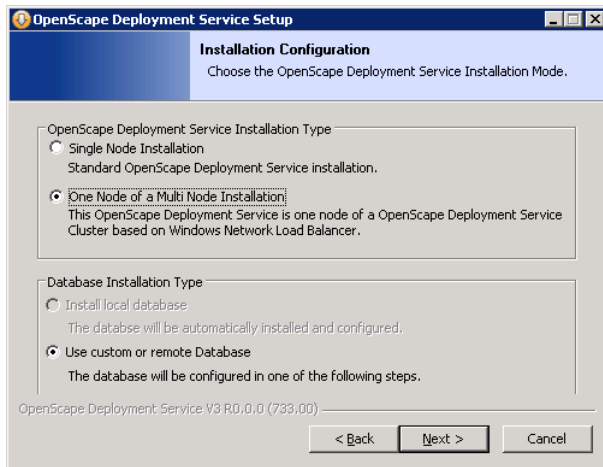 OpenScape Deployment Service Setup
Installation Configuration
Choose the OpenScape Deployment Service Installation Mode.
OpenScape Deployment Service Installation Type
Single Node Installation
Standard OpenScape Deployment Service installation.
One Node of a Multi Node Installation
This OpenScape Deployment Service is one node of a OpenScape Deployment Service
Cluster based on Windows Network Load Balancer.
Database Installation Type
Install local database
The databse will be automatically installed and configured.
Use custom or remote Database
The database will be configured in one of the following steps.
OpenScape Deployment Service V3 R0.0.0 (733.00)
< Back
Next >
Cancel